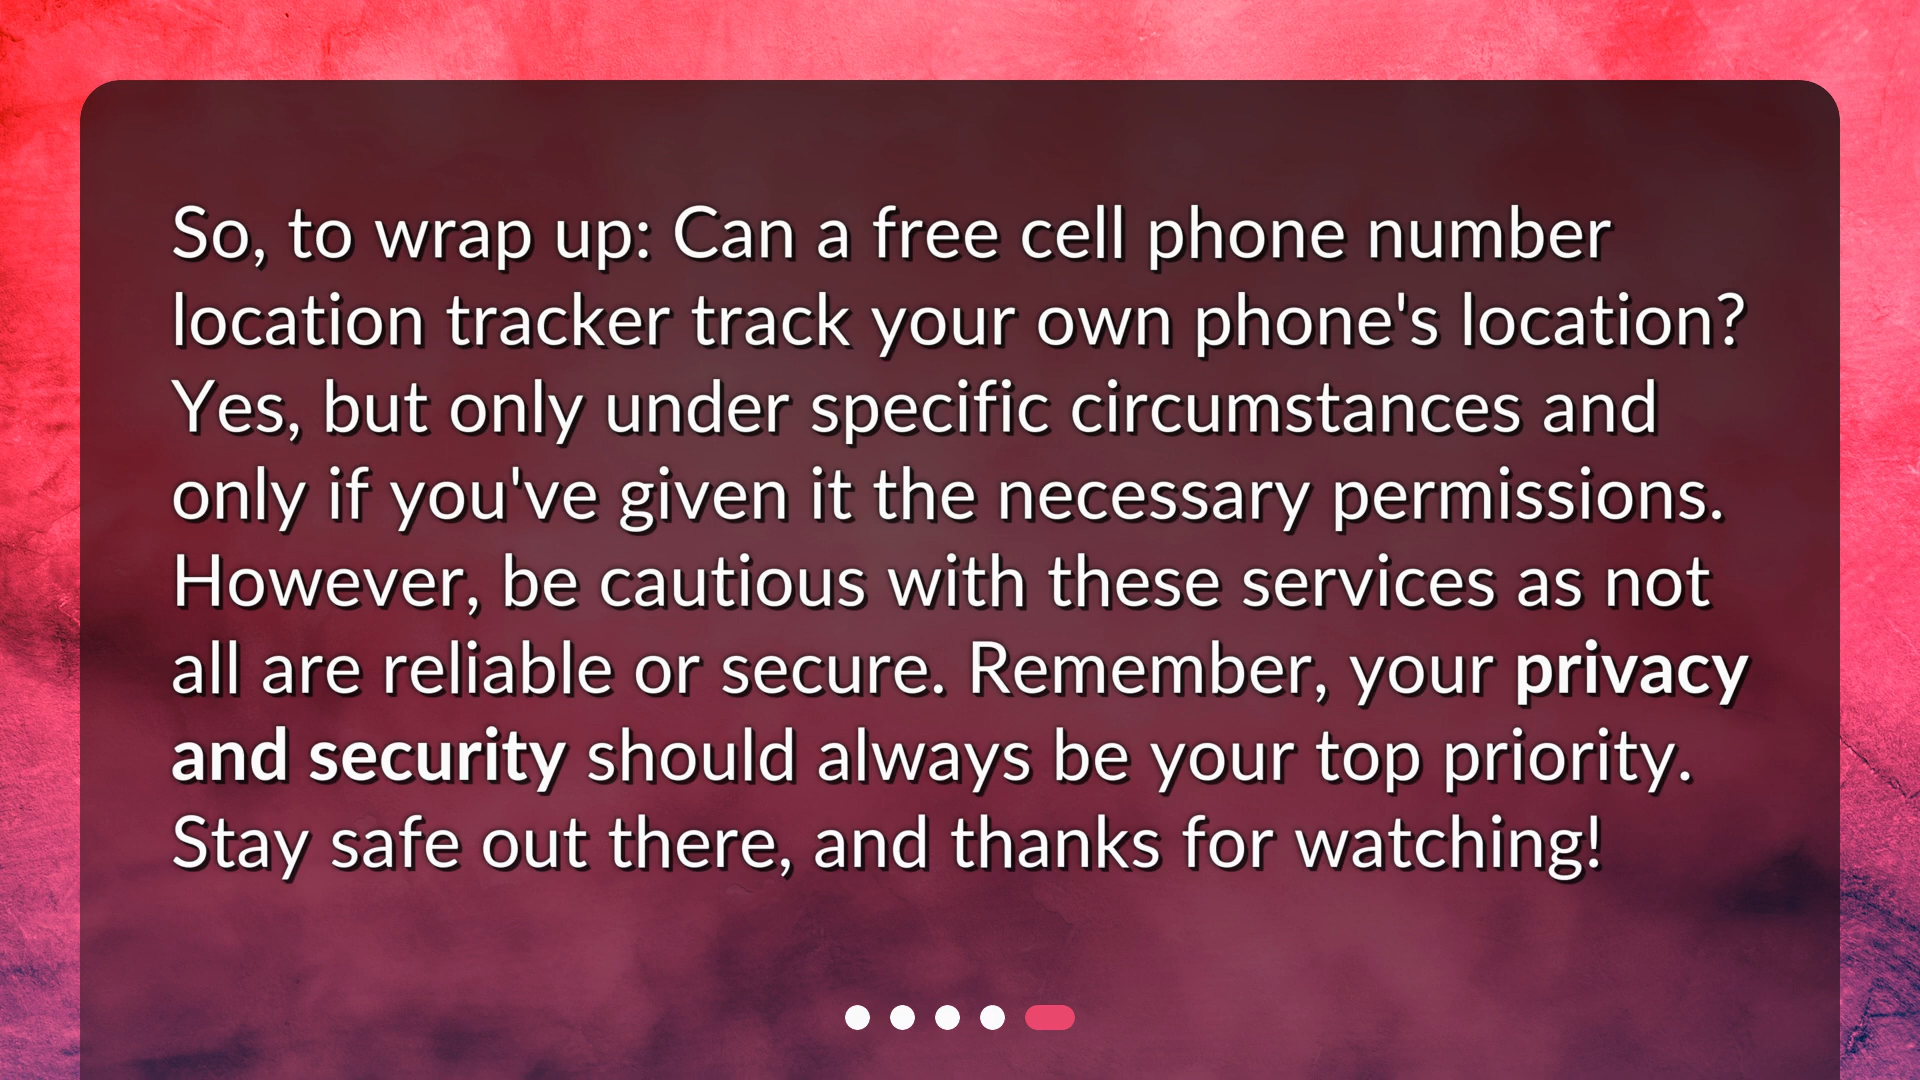 So, to wrap up: Can a free cell phone number
location tracker track your own phone's location?
Yes, but only under specific circumstances and
only if you've given it the necessary permissions.
However, be cautious with these services as not
all are reliable or secure. Remember, your privacy
and security should always be your top priority.
Stay safe out there, and thanks for watching!